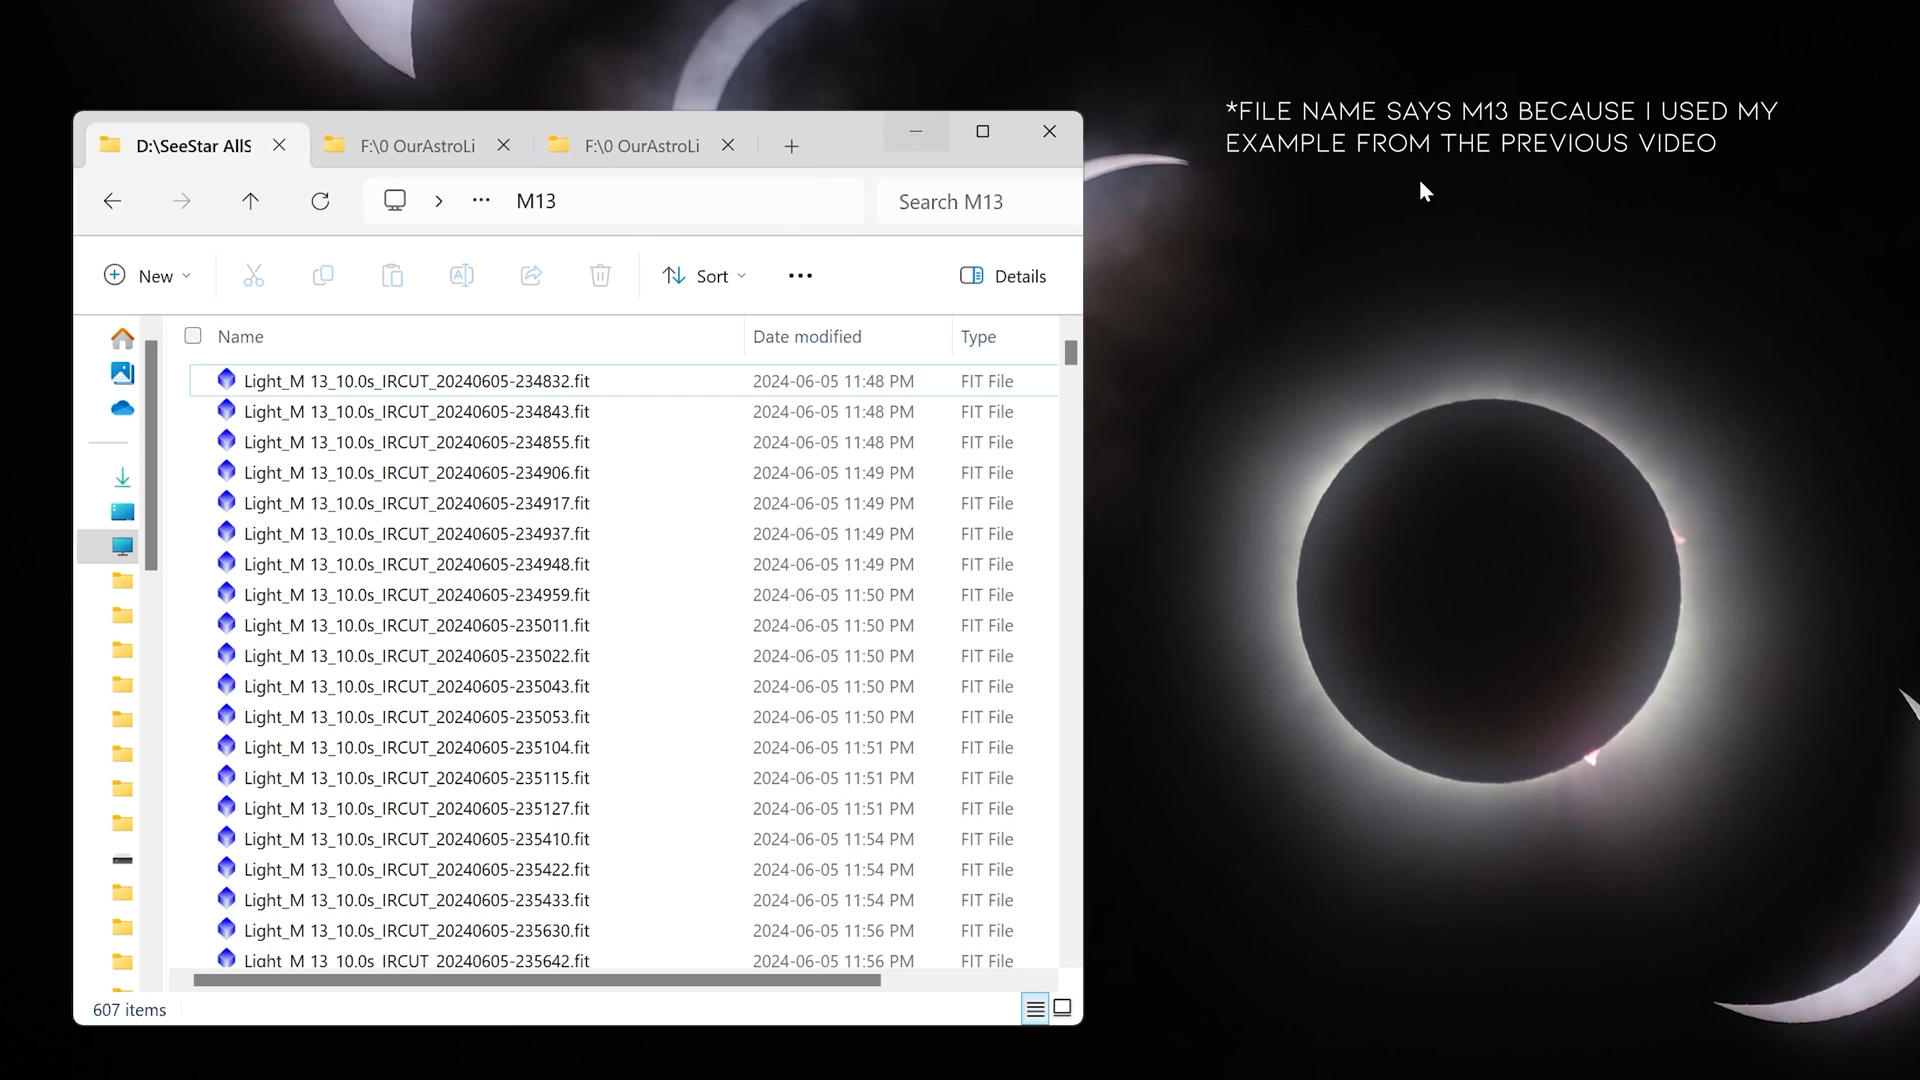 *FILE NAME SAYS M13 BECAUSE I USED MY
EXAMPLE FROM THE PREVIOUS VIDEO
D:\SeeStar AllS
F:\0 OurAstroLi
F:\0 OurAstroLi
M13
Search M13
New
Sort
Details
Name Date modified Type
Light_M 13_10.0s_IRCUT_20240605-234832.fit 2024-06-05 11:48 PM FIT File
Light_M 13_10.0s_IRCUT_20240605-234843.fit 2024-06-05 11:48 PM FIT File
Light_M 13_10.0s_IRCUT_20240605-234855.fit 2024-06-05 11:48 PM FIT File
Light_M 13_10.0s_IRCUT_20240605-234906.fit 2024-06-05 11:49 PM FIT File
Light_M 13_10.0s_IRCUT_20240605-234917.fit 2024-06-05 11:49 PM FIT File
Light_M 13_10.0s_IRCUT_20240605-234937.fit 2024-06-05 11:49 PM FIT File
Light_M 13_10.0s_IRCUT_20240605-234948.fit 2024-06-05 11:49 PM FIT File
Light_M 13_10.0s_IRCUT_20240605-234959.fit 2024-06-05 11:50 PM FIT File
Light_M 13_10.0s_IRCUT_20240605-235011.fit 2024-06-05 11:50 PM FIT File
Light_M 13_10.0s_IRCUT_20240605-235022.fit 2024-06-05 11:50 PM FIT File
Light_M 13_10.0s_IRCUT_20240605-235043.fit 2024-06-05 11:50 PM FIT File
Light_M 13_10.0s_IRCUT_20240605-235053.fit 2024-06-05 11:50 PM FIT File
Light_M 13_10.0s_IRCUT_20240605-235104.fit 2024-06-05 11:51 PM FIT File
Light_M 13_10.0s_IRCUT_20240605-235115.fit 2024-06-05 11:51 PM FIT File
Light_M 13_10.0s_IRCUT_20240605-235127.fit 2024-06-05 11:51 PM FIT File
Light_M 13_10.0s_IRCUT_20240605-235410.fit 2024-06-05 11:54 PM FIT File
Light_M 13_10.0s_IRCUT_20240605-235422.fit 2024-06-05 11:54 PM FIT File
Light_M 13_10.0s_IRCUT_20240605-235433.fit 2024-06-05 11:54 PM FIT File
Light_M 13_10.0s_IRCUT_20240605-235630.fit 2024-06-05 11:56 PM FIT File
Light_M 13_10.0s_IRCUT_20240605-235642.fit 2024-06-05 11:56 PM FIT File
607 items